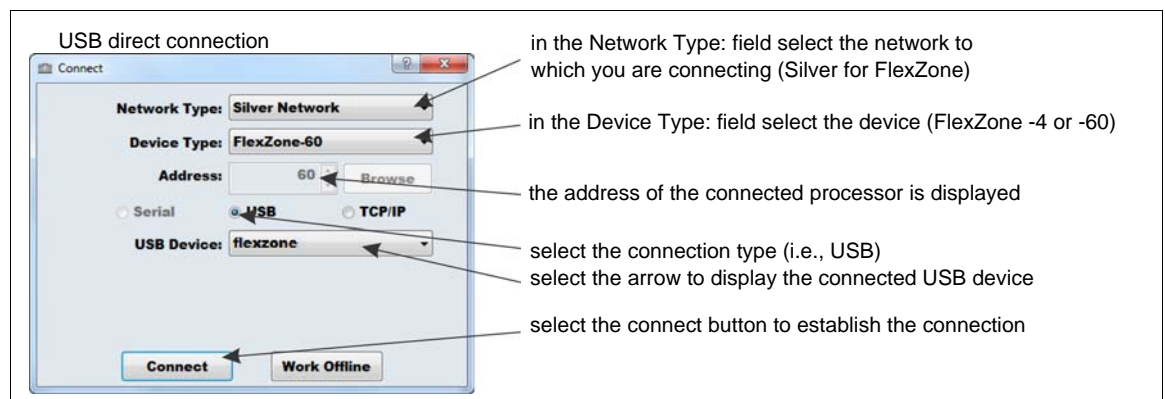 USB direct connection
Connect
Network Type: Silver Network
Device Type: FlexZone-60
Address: 60 Browse
Serial USB TCP/IP
USB Device: flexzone
Connect Work Offline
in the Network Type: field select the network to
which you are connecting (Silver for FlexZone)
in the Device Type: field select the device (FlexZone -4 or -60)
the address of the connected processor is displayed
select the connection type (i.e., USB)
select the arrow to display the connected USB device
select the connect button to establish the connection